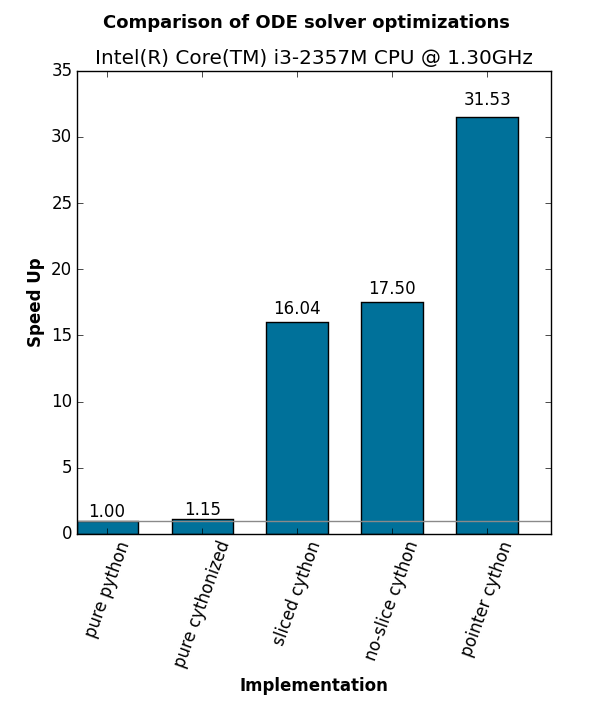 Comparison of ODE solver optimizations
Intel(R) Core(TM) i3-2357M CPU @ 1.30GHz
35
30
25
20
15
10
5
0
Speed Up
1.00
1.15
16.04
17.50
31.53
pure python
pure cythonized
sliced cython
no-slice cython
pointer cython
Implementation